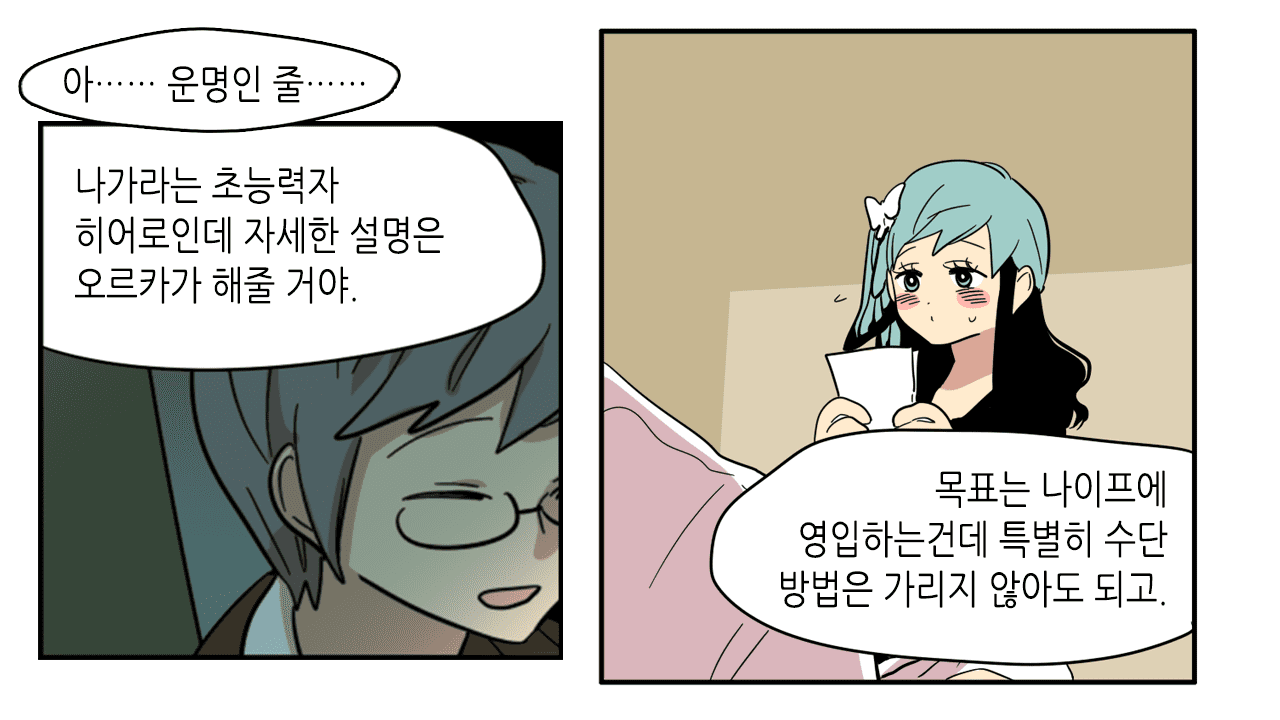 아…… 운명인 줄……
나가라는 초능력자
히어로인데 자세한 설명은
오르카가 해줄 거야.
목표는 나이프에
영입하는건데 특별히 수단
방법은 가리지 않아도 되고.